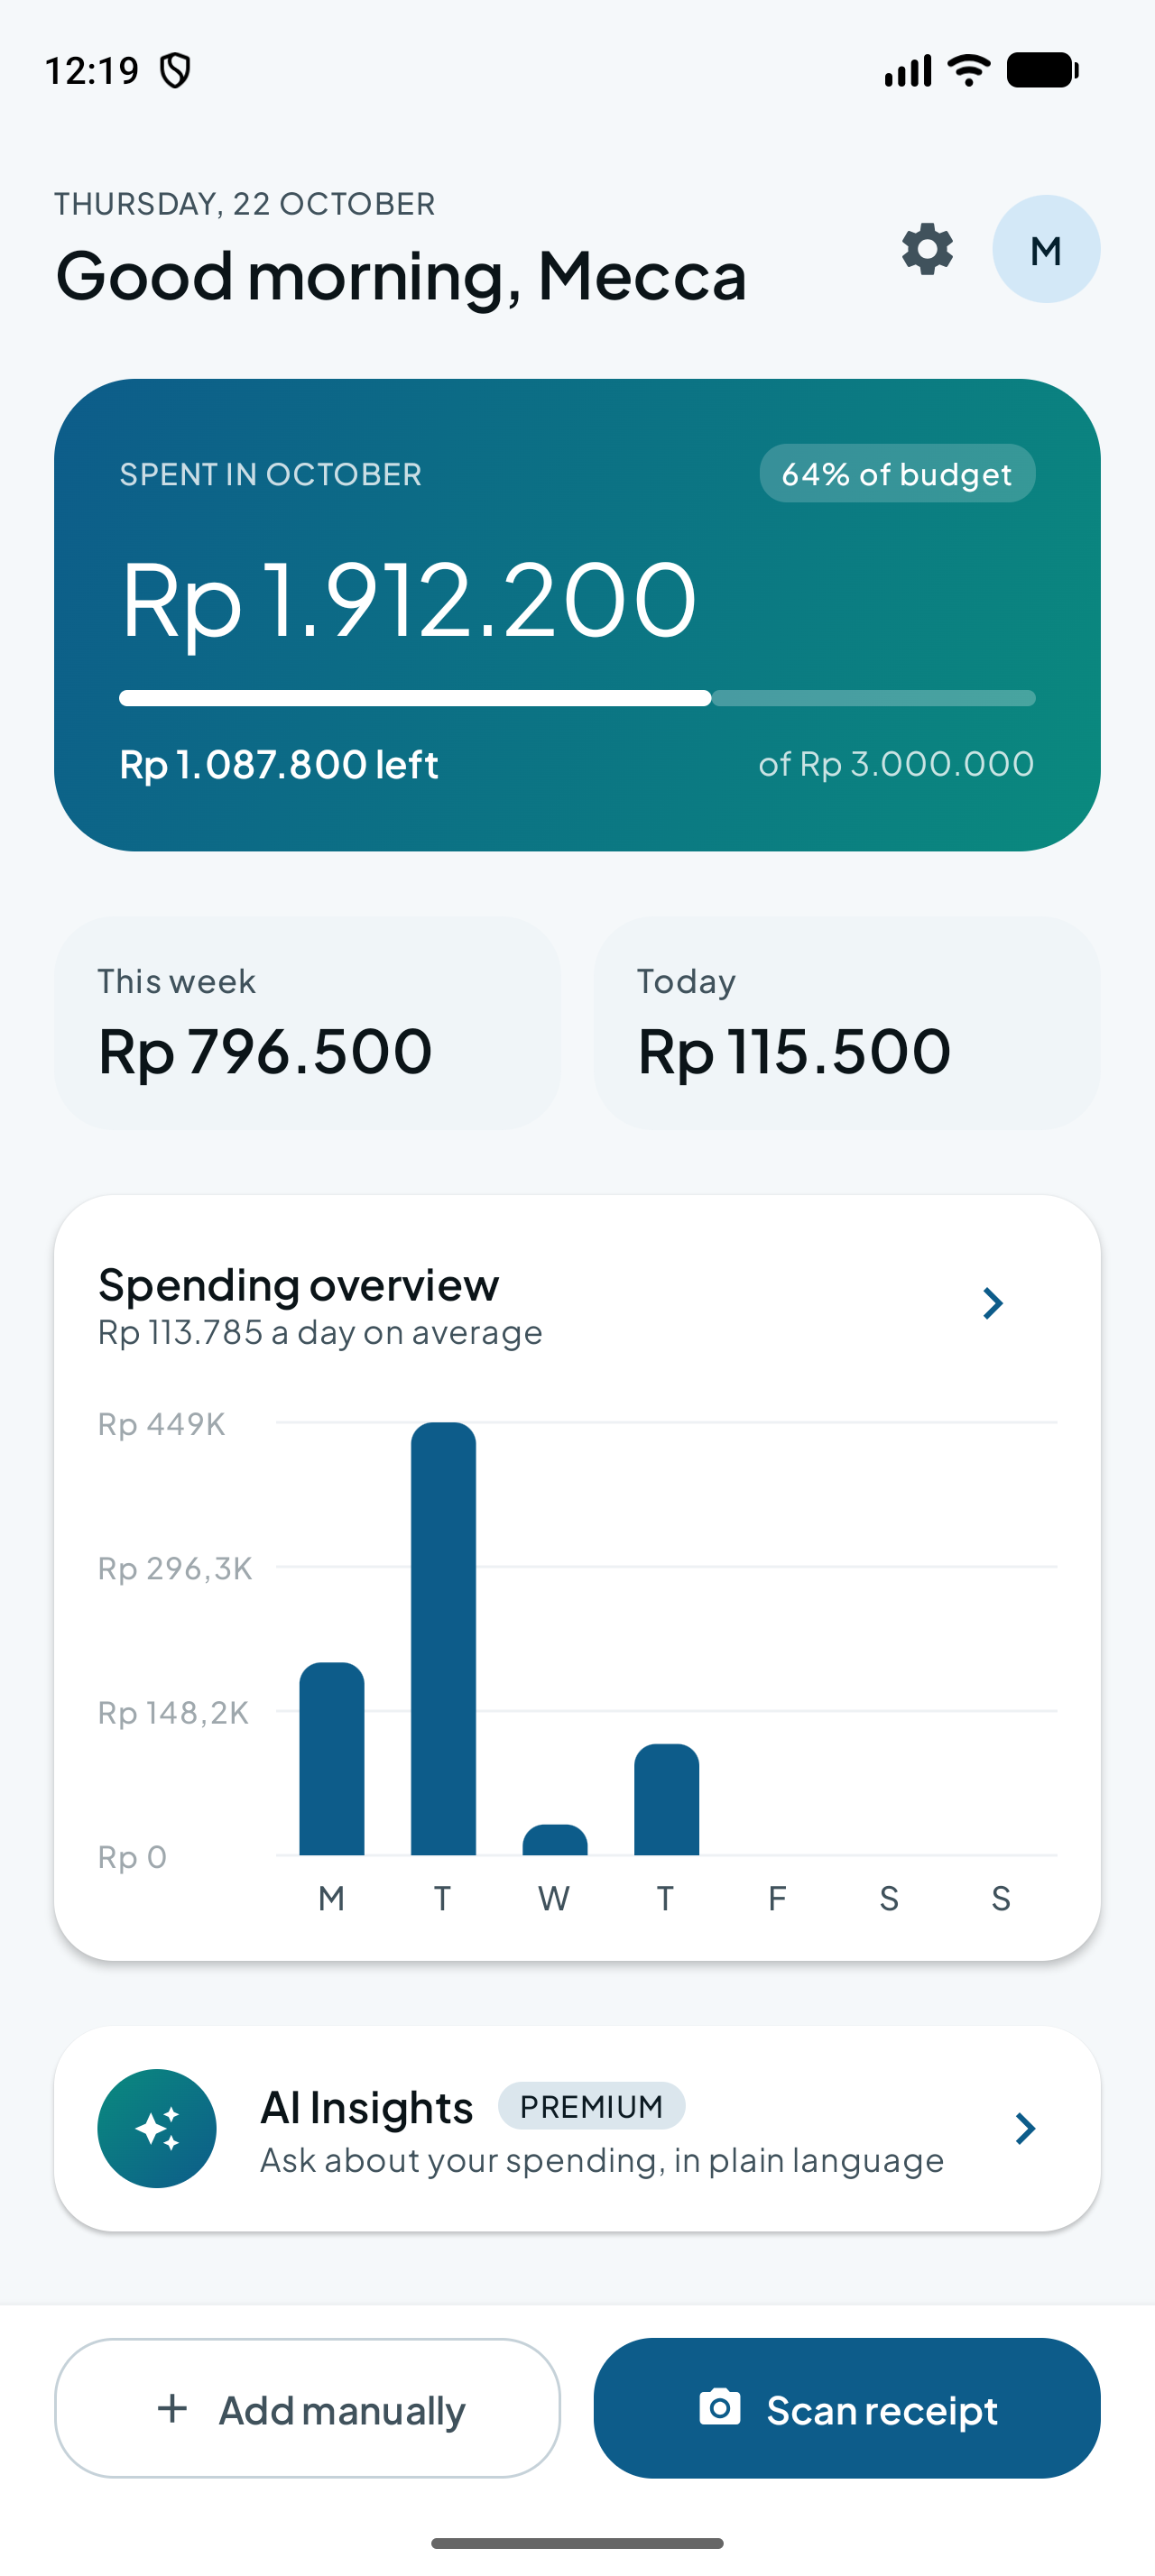 12:19
THURSDAY, 22 OCTOBER
Good morning, Mecca
M
SPENT IN OCTOBER
64% of budget
Rp 1.912.200
Rp 1.087.800 left
of Rp 3.000.000
This week
Rp 796.500
Today
Rp 115.500
Spending overview
Rp 113.785 a day on average
Rp 449K
Rp 296,3K
Rp 148,2K
Rp 0
M T W T F S S
AI Insights PREMIUM
Ask about your spending, in plain language
Add manually
Scan receipt